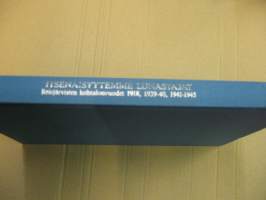 ITSENÄISYYTEMME LUNASTAJAT
kohtalonvuodet 1918, 1939-40, 1941-1945